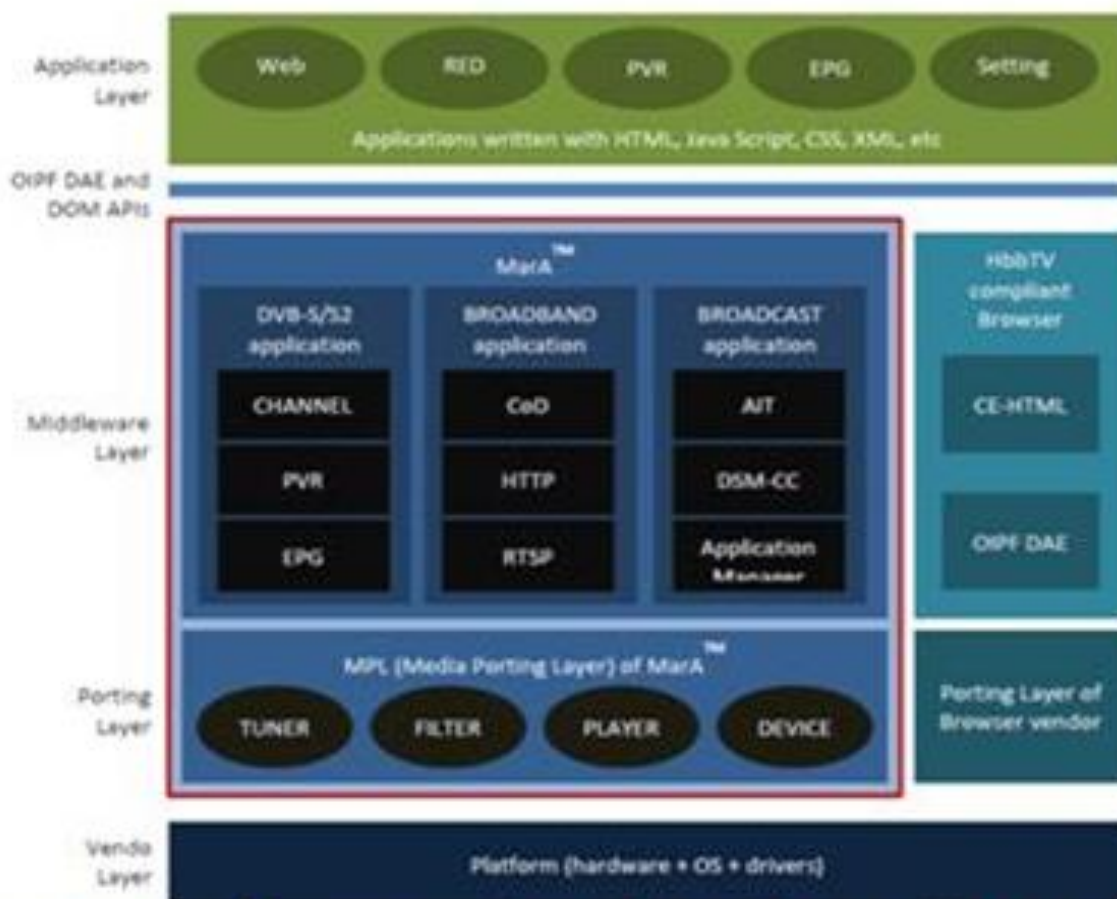 Application
Layer
Web
RED
PVR
EPG
Setting
Applications written with HTML, Java Script, CSS, XML, etc
OIPF DAE and
DOM APIs
Middleware
Layer
MarA™
DVB-S/S2
application
CHANNEL
PVR
EPG
BROADBAND
application
CoD
HTTP
RTSP
BROADCAST
application
AIT
DSM-CC
Application
Manager
HbbTV
compliant
Browser
CE-HTML
OIPF DAE
Porting
Layer
MPL (Media Porting Layer) of MarA™
TUNER
FILTER
PLAYER
DEVICE
Porting Layer of
Browser vendor
Vendo
Layer
Platform (hardware + OS + drivers)